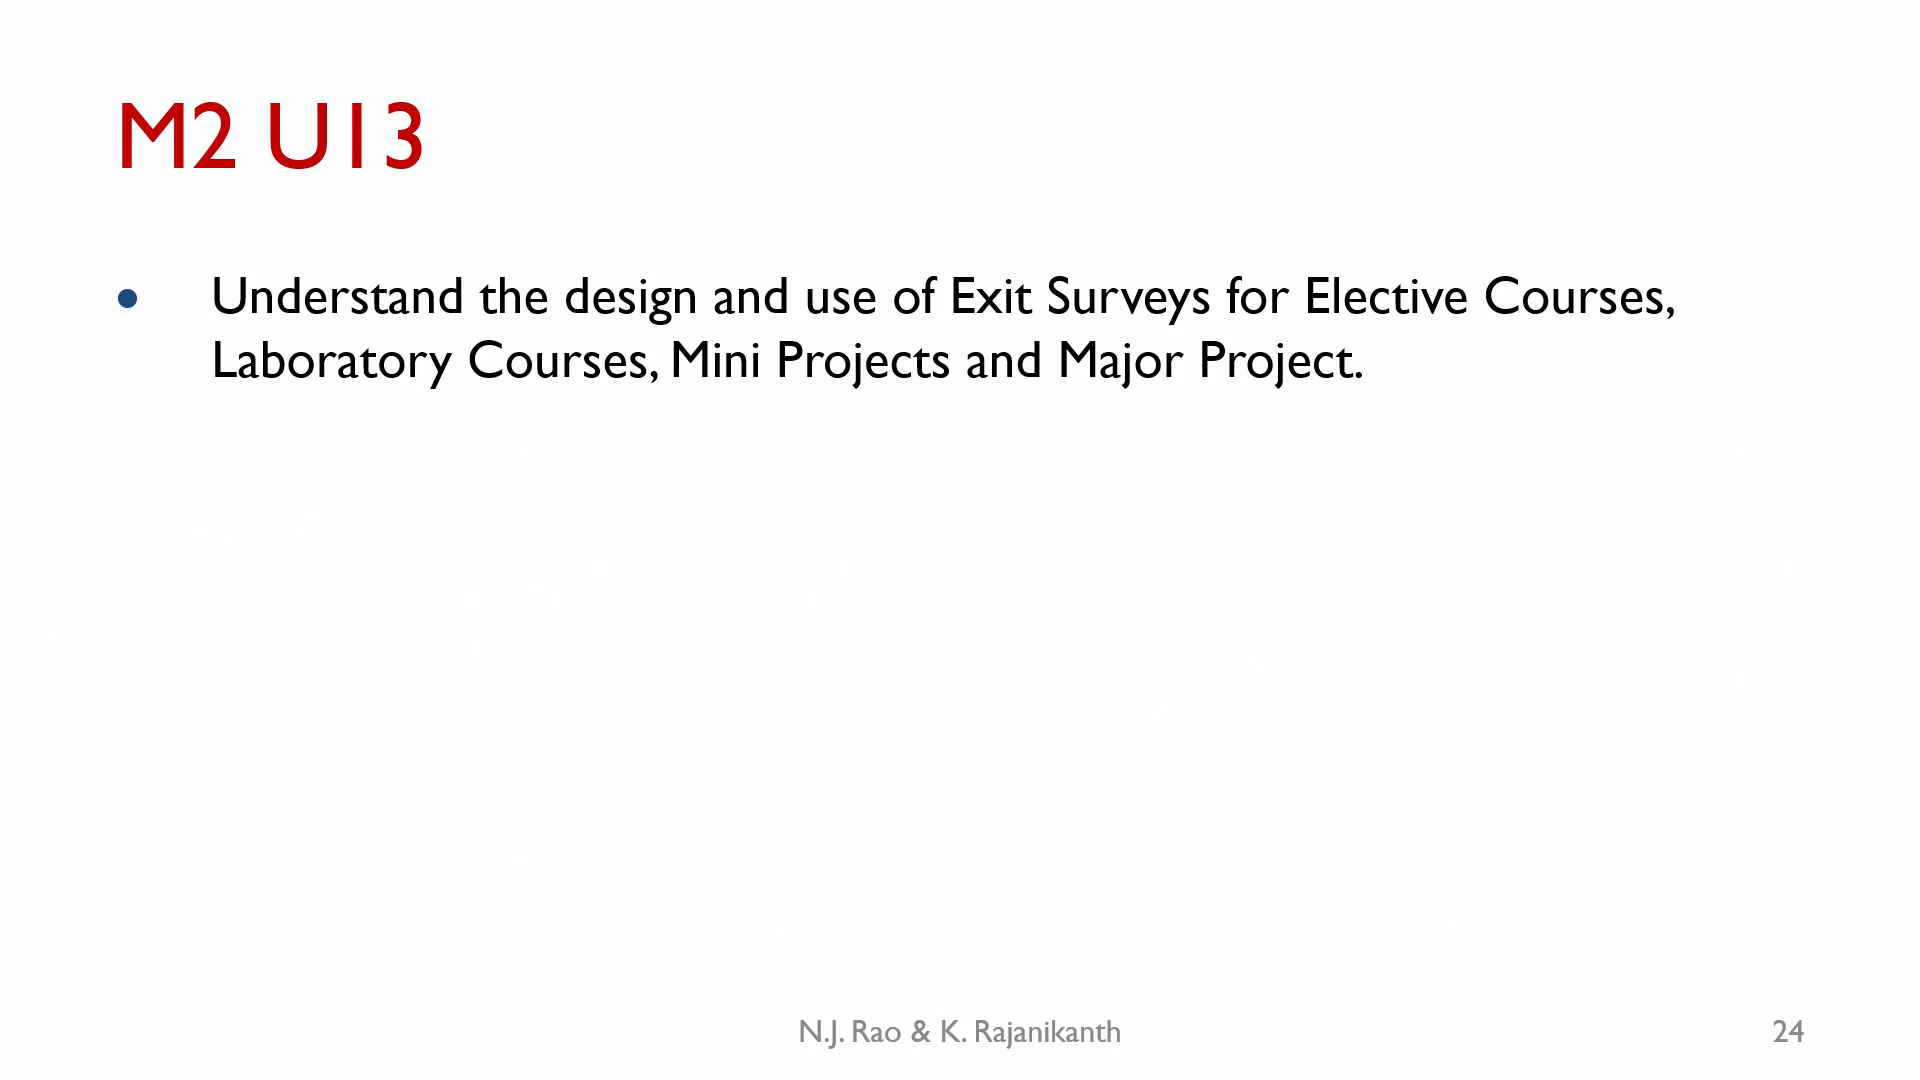 M2 U13
• Understand the design and use of Exit Surveys for Elective Courses,
Laboratory Courses, Mini Projects and Major Project.
N.J. Rao & K. Rajanikanth
24